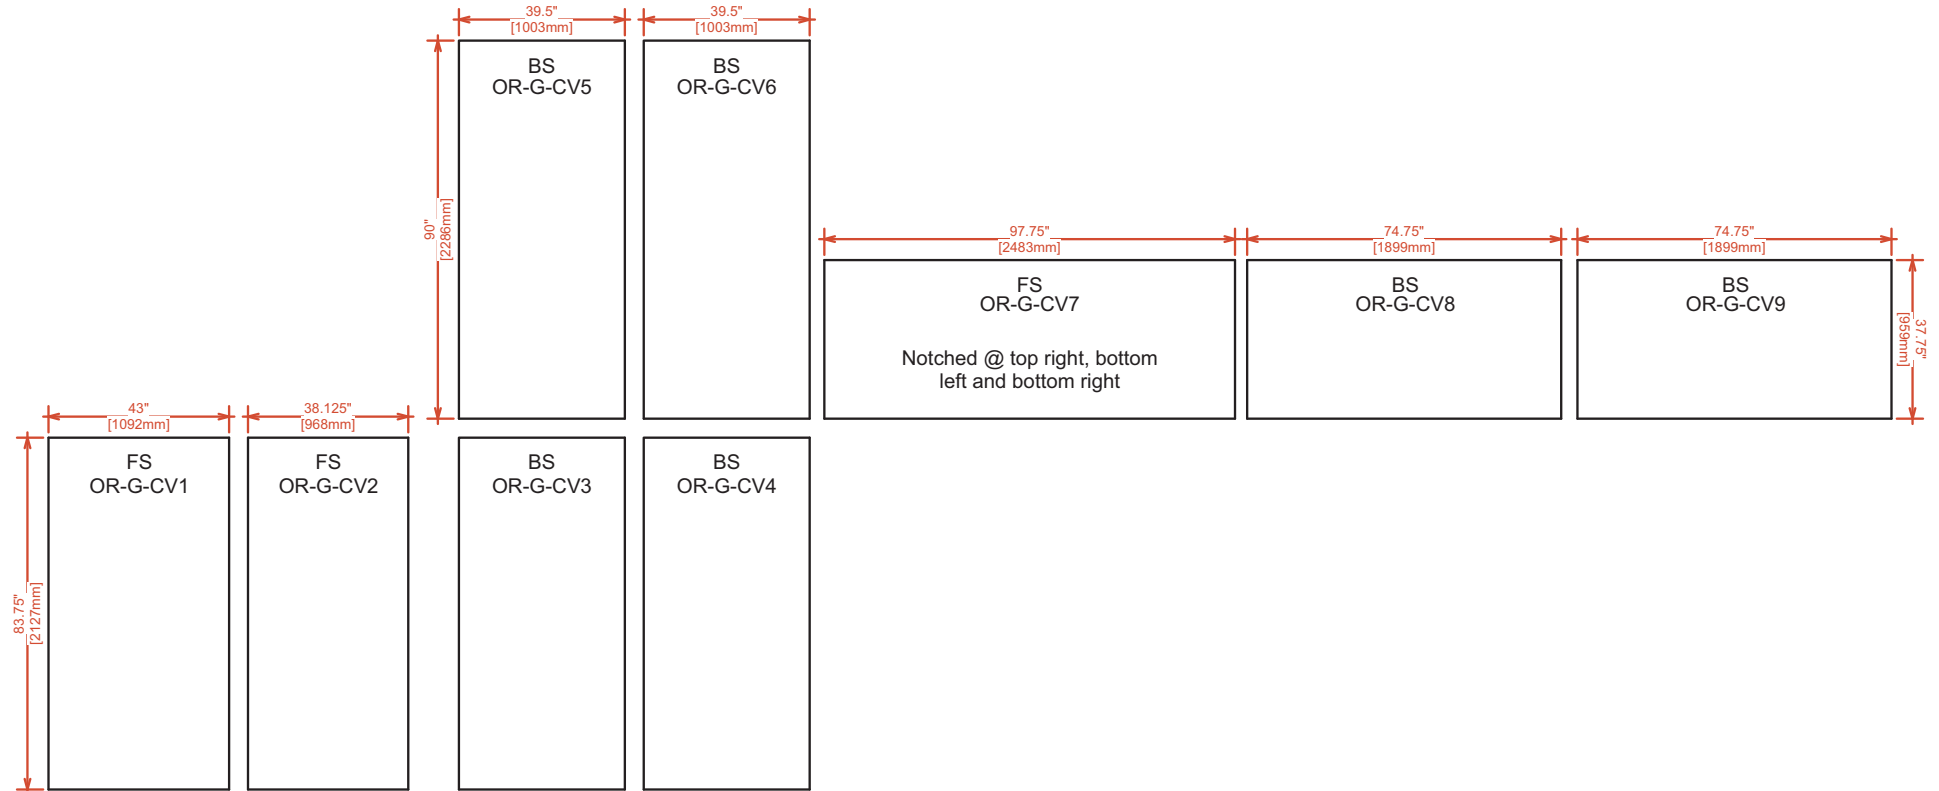 39.5"
[1003mm]
39.5"
[1003mm]
BS
OR-G-CV5
BS
OR-G-CV6
90"
[2286mm]
97.75"
[2483mm]
74.75"
[1899mm]
74.75"
[1899mm]
FS
OR-G-CV7
Notched @ top right, bottom
left and bottom right
BS
OR-G-CV8
BS
OR-G-CV9
37.75"
[959mm]
43"
[1092mm]
38.125"
[968mm]
FS
OR-G-CV1
FS
OR-G-CV2
BS
OR-G-CV3
BS
OR-G-CV4
83.75"
[2127mm]